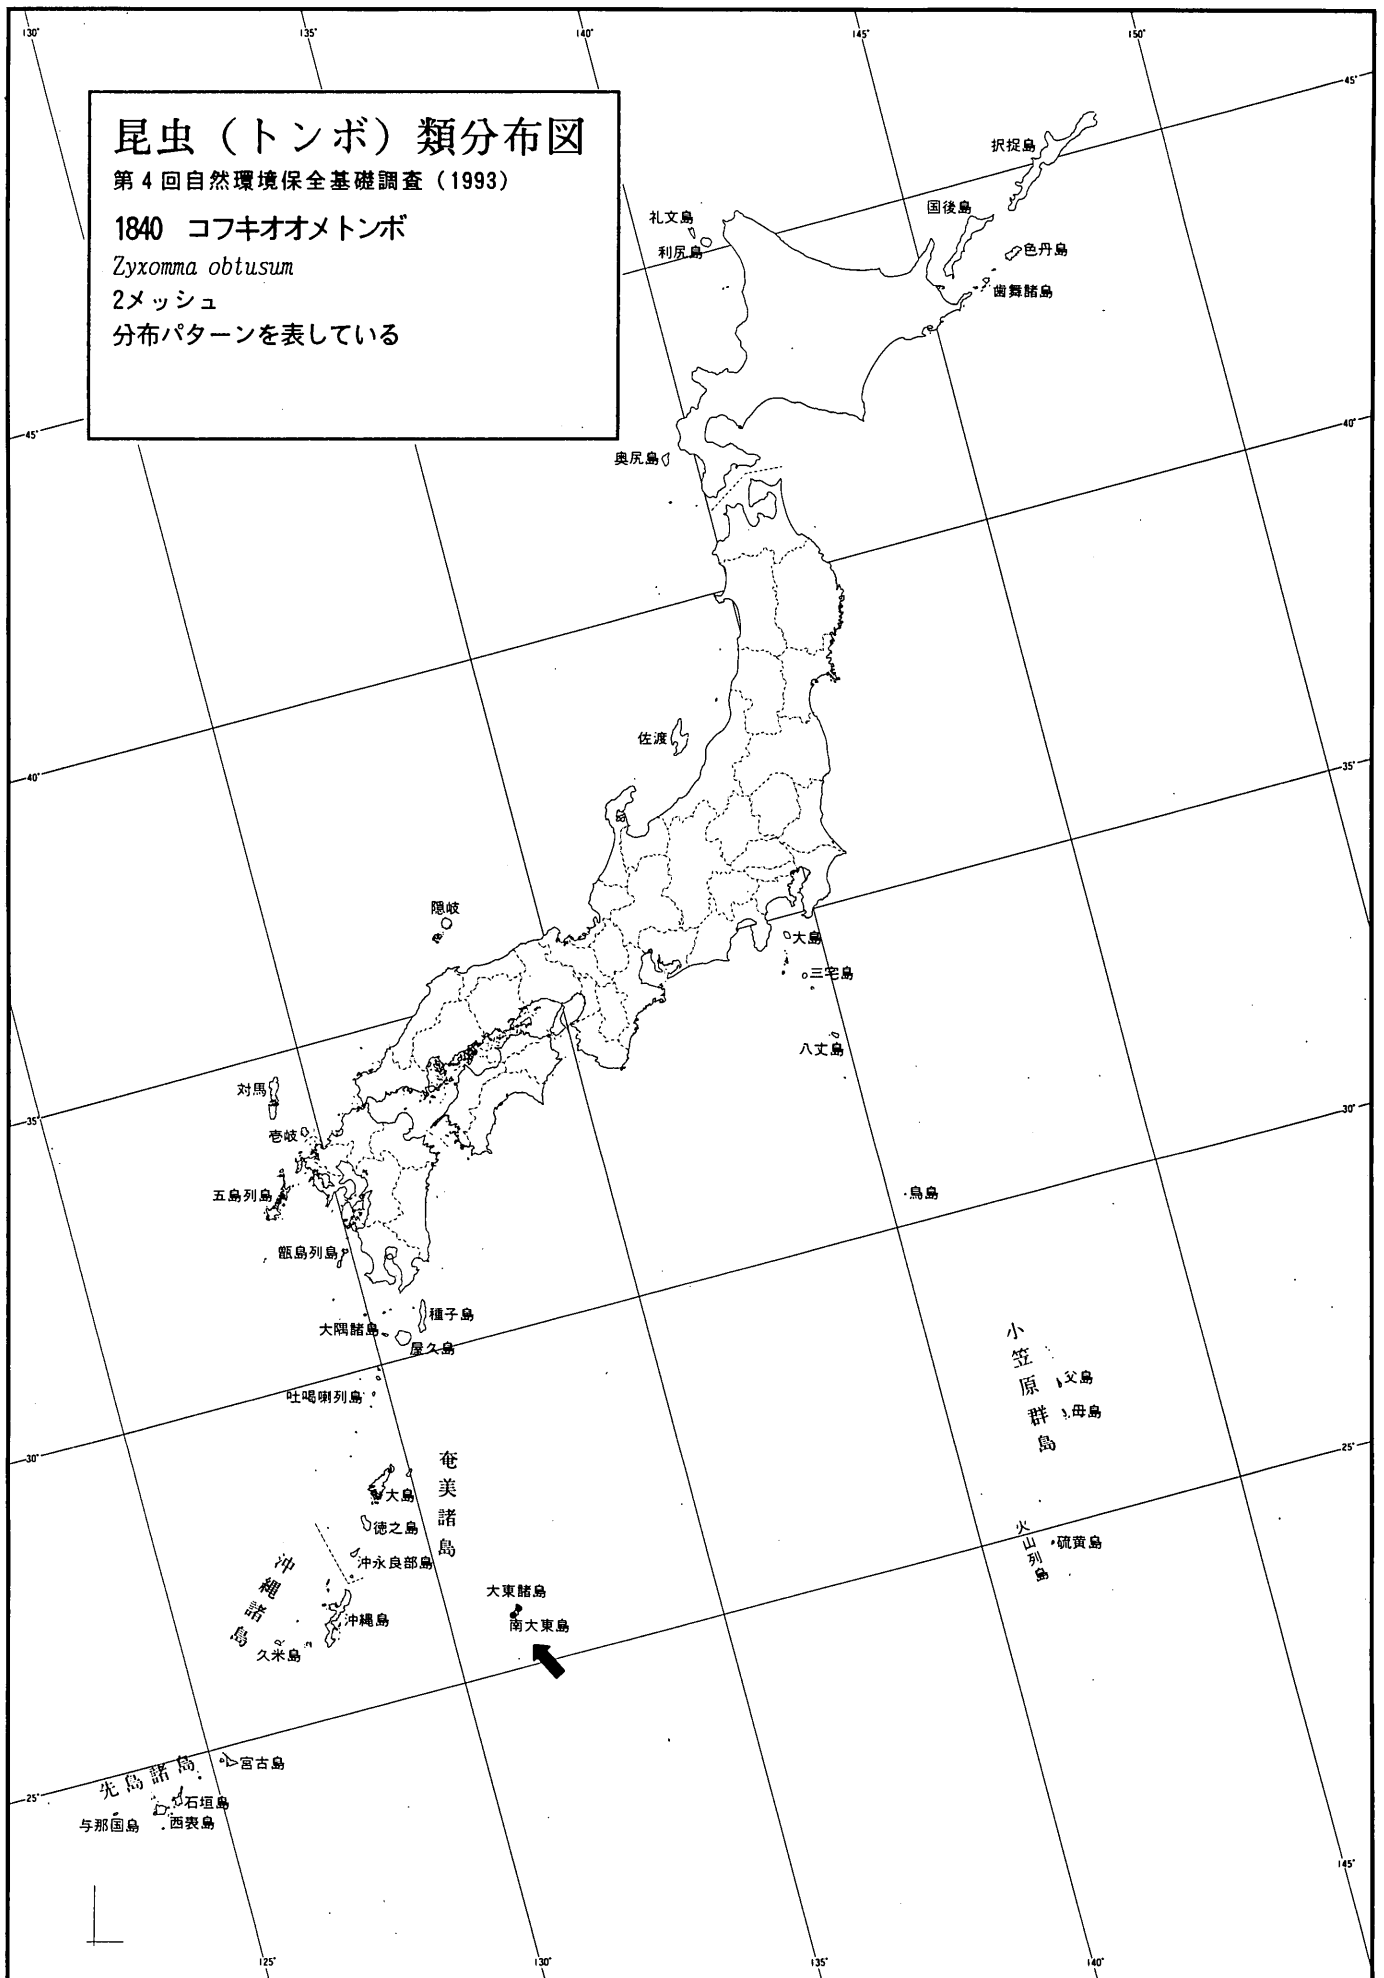 130°
135°
140°
145°
150°
45°
昆虫（トンボ）類分布図
第4回自然環境保全基礎調査（1993）
1840 コフキオオメトンボ
Zyxomma obtusum
2メッシュ
分布パターンを表している
択捉島
国後島
色丹島
歯舞諸島
礼文島
利尻島
45°
40°
奥尻島
佐渡
40°
35°
隠岐
大島
三宅島
八丈島
対馬
35°
壱岐
30°
五島列島
鳥島
甑島列島
種子島
大隅諸島
屋久島
吐喝喇列島
小笠原群島
父島
母島
30°
25°
奄美諸島
大島
徳之島
沖永良部島
火山列島
硫黄島
沖縄諸島
沖縄島
久米島
大東諸島
南大東島
先島諸島
宮古島
25°
石垣島
与那国島
西表島
145°
125°
130°
135°
140°